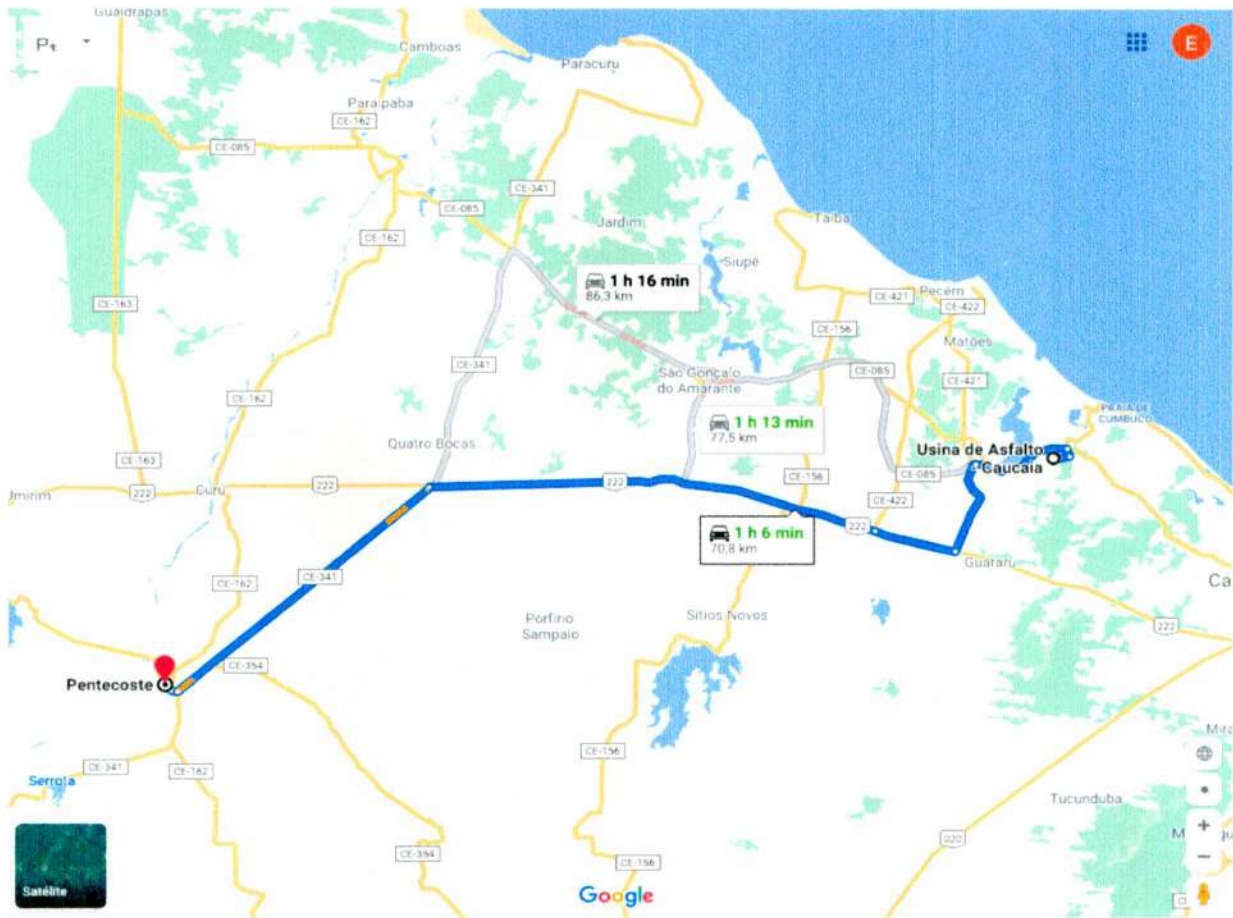 Gualdrapas
Pt
Camboas
E
Paracuru
Paraipaba
CE-162
CE-085
CE-341
CE-085
Jardim
Taíba
CE-162
Siupé
1 h 16 min
86,3 km
Pecém
CE-421
CE-422
CE-163
CE-156
Matões
CE-341
São Gonçalo
do Amarante
CE-085
CE-421
CE-162
PRAIA DE
CUMBUCO
1 h 13 min
77,5 km
Quatro Bocas
Usina de Asfalto
Caucaia
CE-163
CE-085
CE-156
Umirim
222
Curu
222
222
CE-422
222
1 h 6 min
70,8 km
Guararu
CE-341
CE-162
Ca
Porfírio
Sampaio
Sítios Novos
222
CE-354
Pentecoste
CE-341
CE-162
CE-156
Serrota
Tucunduba
020
CE-354
CE-156
Satélite
Google